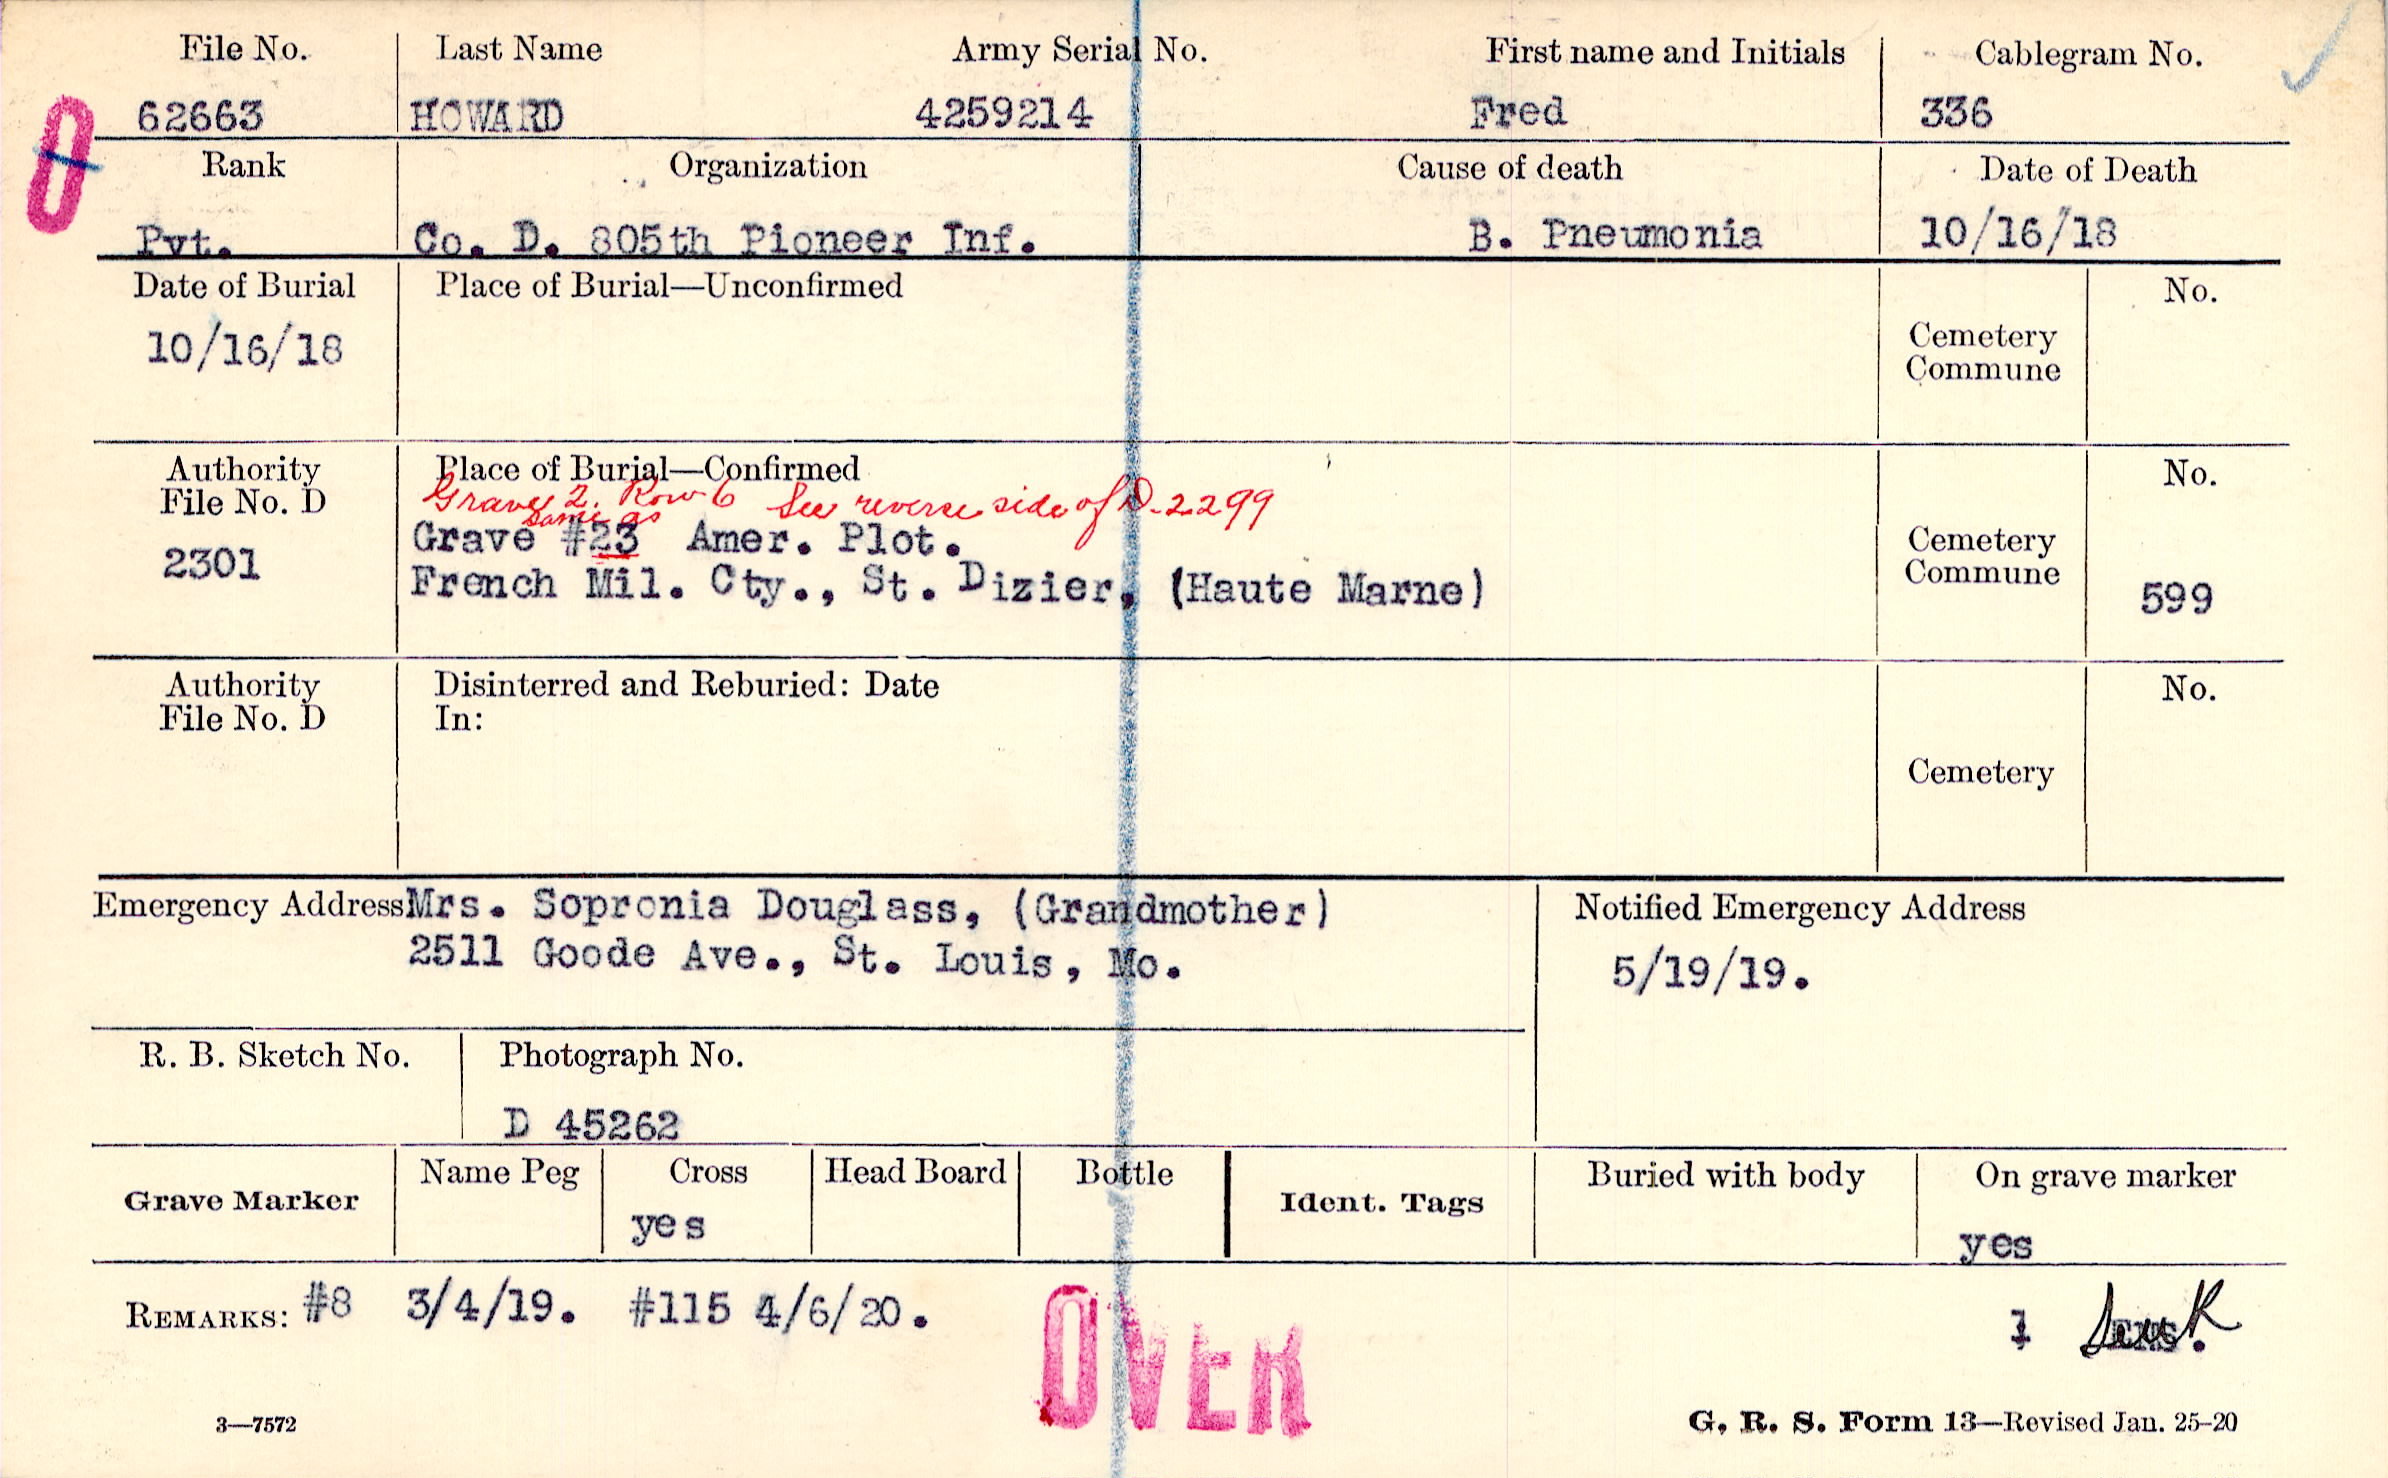 File No. Last Name Army Serial No. First name and Initials Cablegram No.
62663 HOWARD 4259214 Fred 336
O
Rank Organization Cause of death Date of Death
Pvt. Co. D. 805th Pioneer Inf. B. Pneumonia 10/16/18
Date of Burial Place of Burial—Unconfirmed No.
10/16/18 Cemetery
Commune
Authority Place of Burial—Confirmed No.
File No. D Grave 2. Row 6 See reverse side of D-2299
same as
2301 Grave #23 Amer. Plot. Cemetery
French Mil. Cty., St. Dizier, (Haute Marne) Commune 599
Authority Disinterred and Reburied: Date No.
File No. D In:
Cemetery
Emergency Address Mrs. Sopronia Douglass, (Grandmother) Notified Emergency Address
2511 Goode Ave., St. Louis, Mo. 5/19/19.
R. B. Sketch No. Photograph No.
D 45262
Grave Marker Name Peg Cross Head Board Bottle Ident. Tags Buried with body On grave marker
yes yes
REMARKS: #8 3/4/19. #115 4/6/20. 1
OVER
3—7572 G. R. S. Form 13—Revised Jan. 25-20